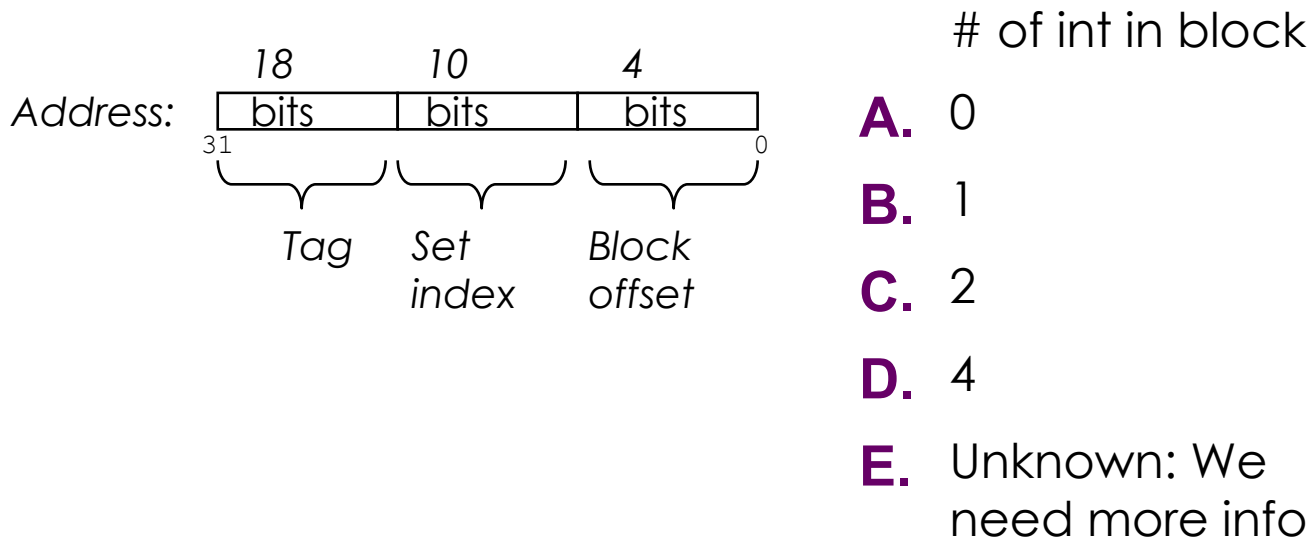 18 10 4
Address: bits bits bits
31 0
Tag Set index Block offset
# of int in block
A. 0
B. 1
C. 2
D. 4
E. Unknown: We
need more info